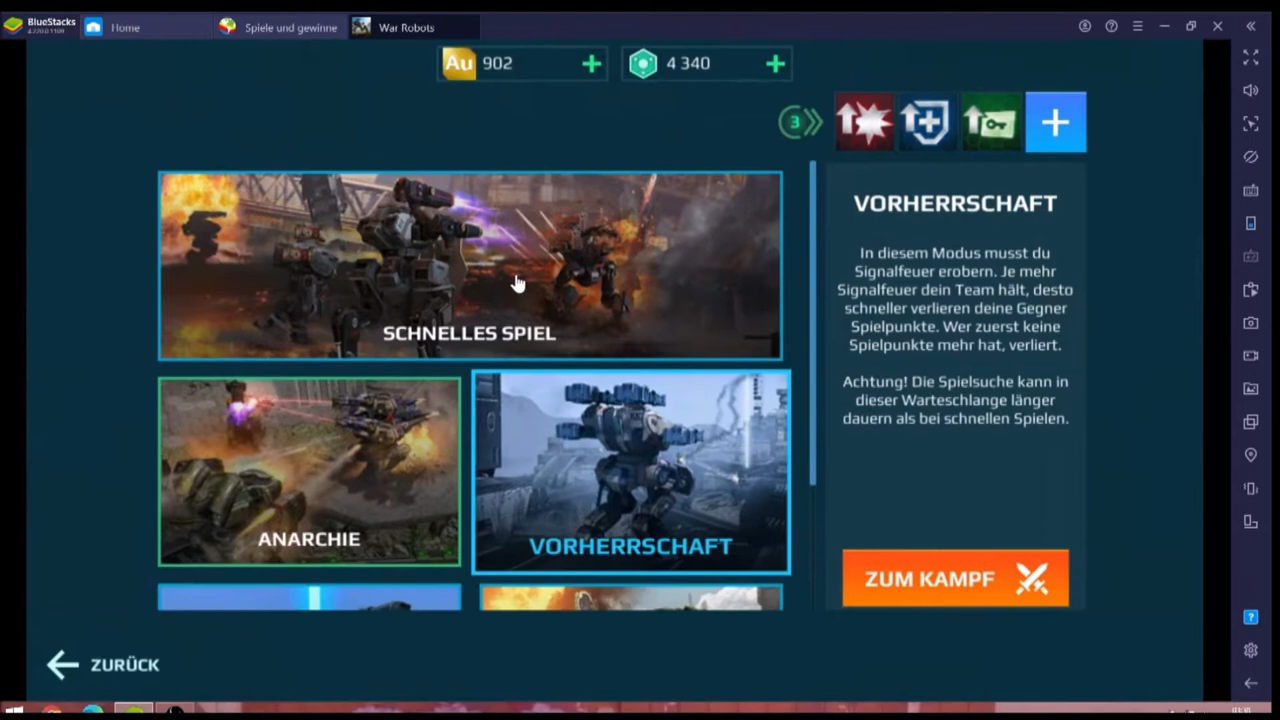 BlueStacks
Home
Spiele und gewinne
War Robots
Au 902
4 340
3
SCHNELLES SPIEL
ANARCHIE
VORHERRSCHAFT
VORHERRSCHAFT
In diesem Modus musst du
Signalfeuer erobern. Je mehr
Signalfeuer dein Team hält, desto
schneller verlieren deine Gegner
Spielpunkte. Wer zuerst keine
Spielpunkte mehr hat, verliert.
Achtung! Die Spielsuche kann in
dieser Warteschlange länger
dauern als bei schnellen Spielen.
ZUM KAMPF
ZURÜCK